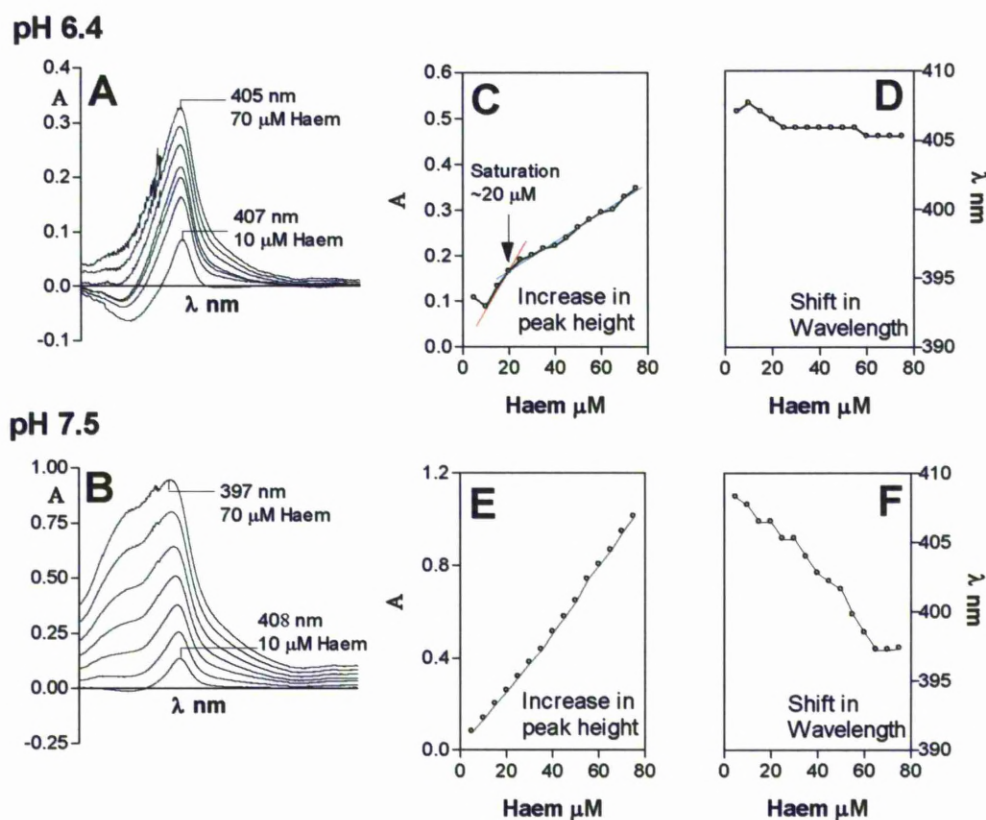 pH 6.4
A
A
0.4
0.3
0.2
0.1
0.0
-0.1
405 nm
70 μM Haem
407 nm
10 μM Haem
λ nm
C
A
0.6
0.5
0.4
0.3
0.2
0.1
0.0
Saturation
~20 μM
Increase in
peak height
0 20 40 60 80
Haem μM
D
410
405
400
395
390
λ nm
Shift in
Wavelength
0 20 40 60 80
Haem μM
pH 7.5
B
A
1.00
0.75
0.50
0.25
0.00
-0.25
397 nm
70 μM Haem
408 nm
10 μM Haem
λ nm
E
A
1.2
0.8
0.4
0.0
Increase in
peak height
0 20 40 60 80
Haem μM
F
410
405
400
395
390
λ nm
Shift in
Wavelength
0 20 40 60 80
Haem μM